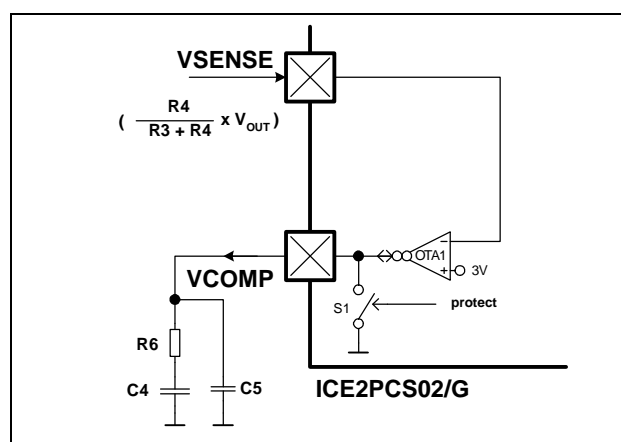 VSENSE
( R4
R3 + R4 x VOUT )
OTA1
-
+ 3V
VCOMP
S1
protect
R6
C4
C5
ICE2PCS02/G